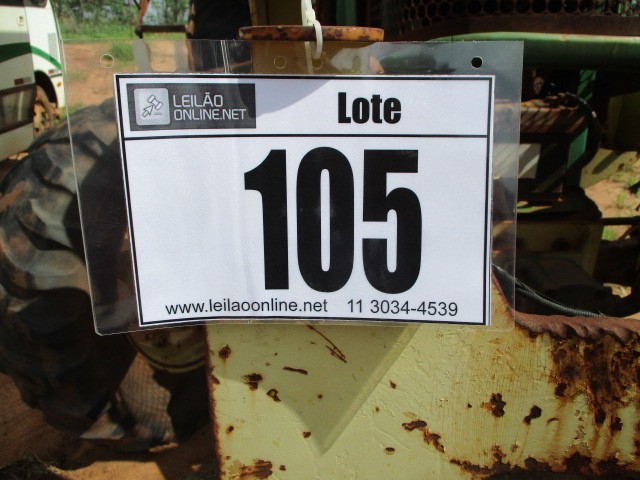 LEILÃO
ONLINE.NET
Lote
105
www.leilaoonline.net 11 3034-4539